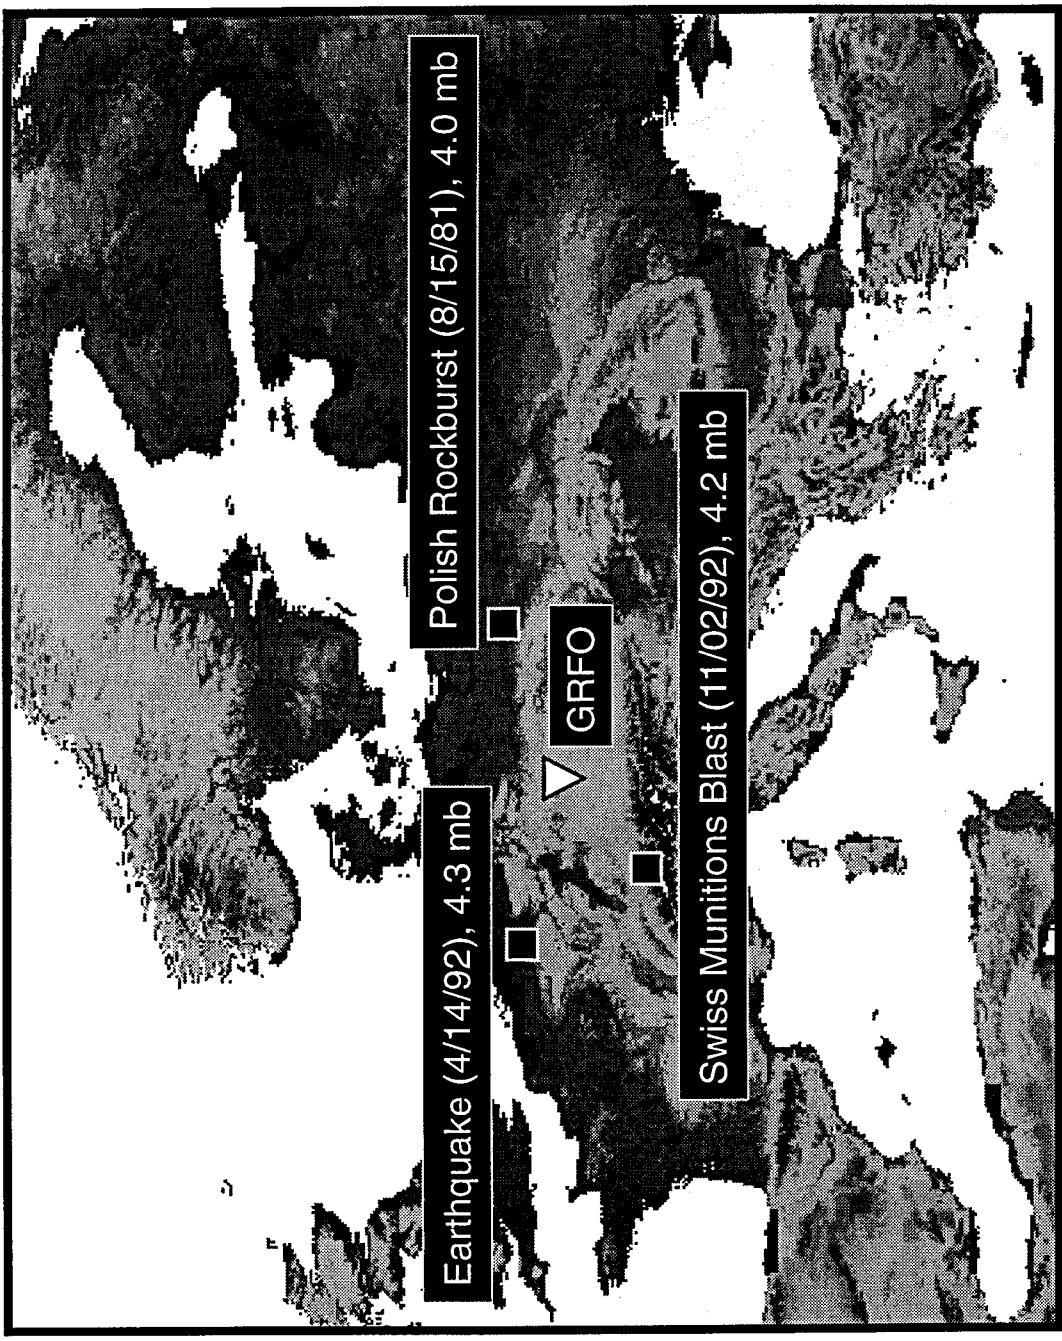 Earthquake (4/14/92), 4.3 mb
Polish Rockburst (8/15/81), 4.0 mb
GRFO
Swiss Munitions Blast (11/02/92), 4.2 mb